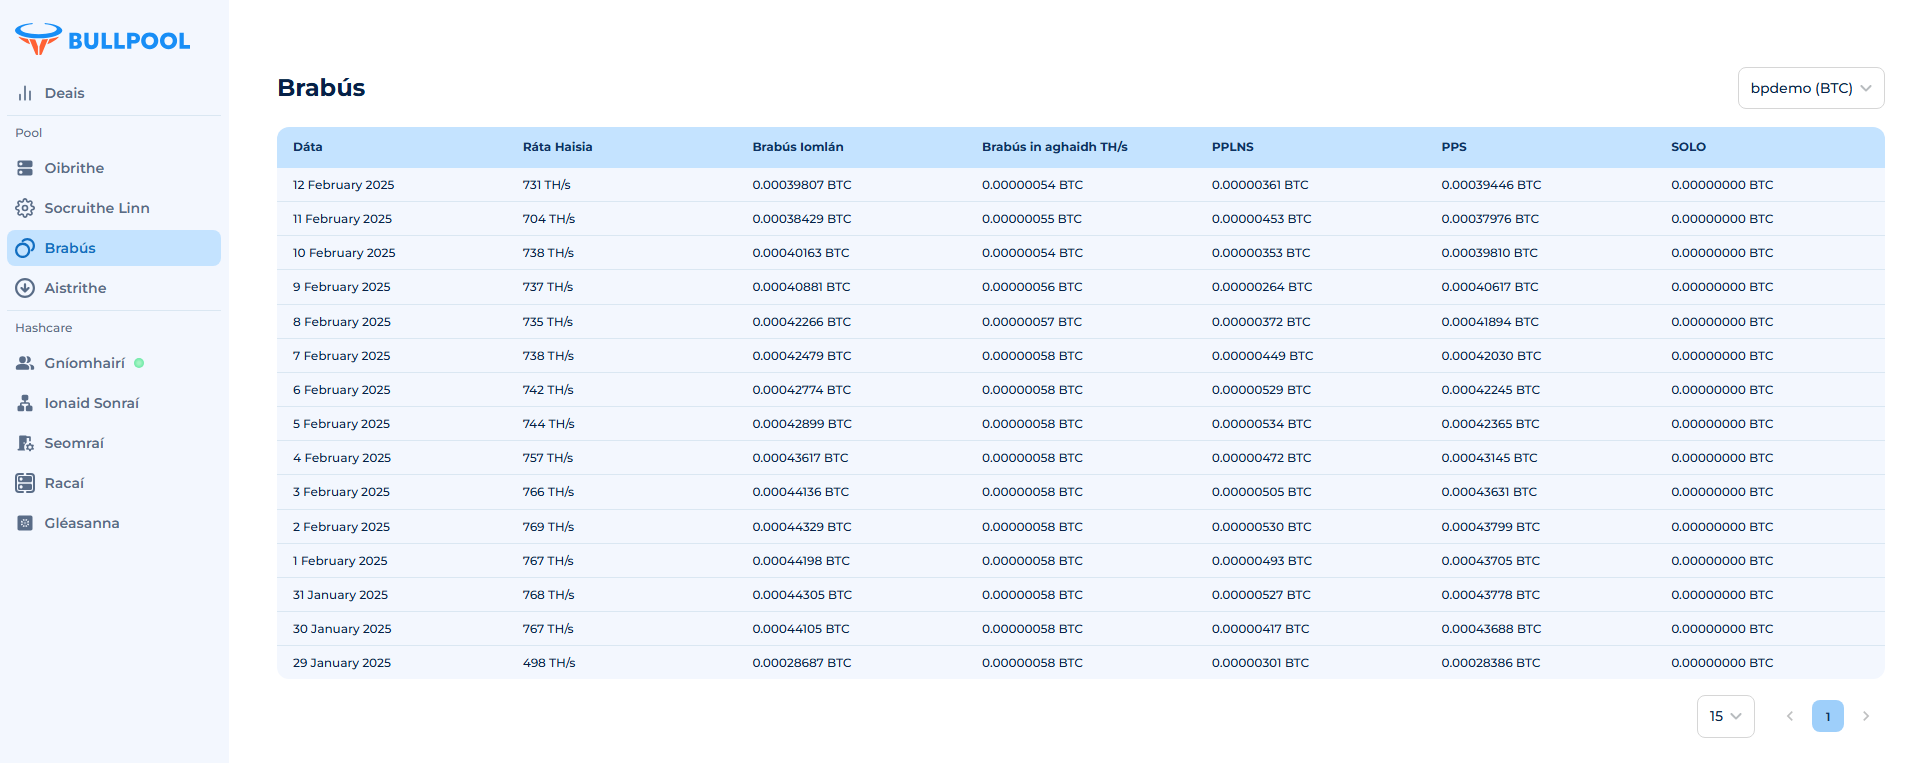 BULLPOOL
Deais
Pool
Oibrithe
Socruithe Linn
Brabús
Aistrithe
Hashcare
Gníomhairí
Ionaid Sonraí
Seomraí
Racaí
Gléasanna
Brabús
bpdemo (BTC)
Dáta Ráta Haisia Brabús Iomlán Brabús in aghaidh TH/s PPLNS PPS SOLO
12 February 2025 731 TH/s 0.00039807 BTC 0.00000054 BTC 0.00000361 BTC 0.00039446 BTC 0.00000000 BTC
11 February 2025 704 TH/s 0.00038429 BTC 0.00000055 BTC 0.00000453 BTC 0.00037976 BTC 0.00000000 BTC
10 February 2025 738 TH/s 0.00040163 BTC 0.00000054 BTC 0.00000353 BTC 0.00039810 BTC 0.00000000 BTC
9 February 2025 737 TH/s 0.00040881 BTC 0.00000056 BTC 0.00000264 BTC 0.00040617 BTC 0.00000000 BTC
8 February 2025 735 TH/s 0.00042266 BTC 0.00000057 BTC 0.00000372 BTC 0.00041894 BTC 0.00000000 BTC
7 February 2025 738 TH/s 0.00042479 BTC 0.00000058 BTC 0.00000449 BTC 0.00042030 BTC 0.00000000 BTC
6 February 2025 742 TH/s 0.00042774 BTC 0.00000058 BTC 0.00000529 BTC 0.00042245 BTC 0.00000000 BTC
5 February 2025 744 TH/s 0.00042899 BTC 0.00000058 BTC 0.00000534 BTC 0.00042365 BTC 0.00000000 BTC
4 February 2025 757 TH/s 0.00043617 BTC 0.00000058 BTC 0.00000472 BTC 0.00043145 BTC 0.00000000 BTC
3 February 2025 766 TH/s 0.00044136 BTC 0.00000058 BTC 0.00000505 BTC 0.00043631 BTC 0.00000000 BTC
2 February 2025 769 TH/s 0.00044329 BTC 0.00000058 BTC 0.00000530 BTC 0.00043799 BTC 0.00000000 BTC
1 February 2025 767 TH/s 0.00044198 BTC 0.00000058 BTC 0.00000493 BTC 0.00043705 BTC 0.00000000 BTC
31 January 2025 768 TH/s 0.00044305 BTC 0.00000058 BTC 0.00000527 BTC 0.00043778 BTC 0.00000000 BTC
30 January 2025 767 TH/s 0.00044105 BTC 0.00000058 BTC 0.00000417 BTC 0.00043688 BTC 0.00000000 BTC
29 January 2025 498 TH/s 0.00028687 BTC 0.00000058 BTC 0.00000301 BTC 0.00028386 BTC 0.00000000 BTC
15 1